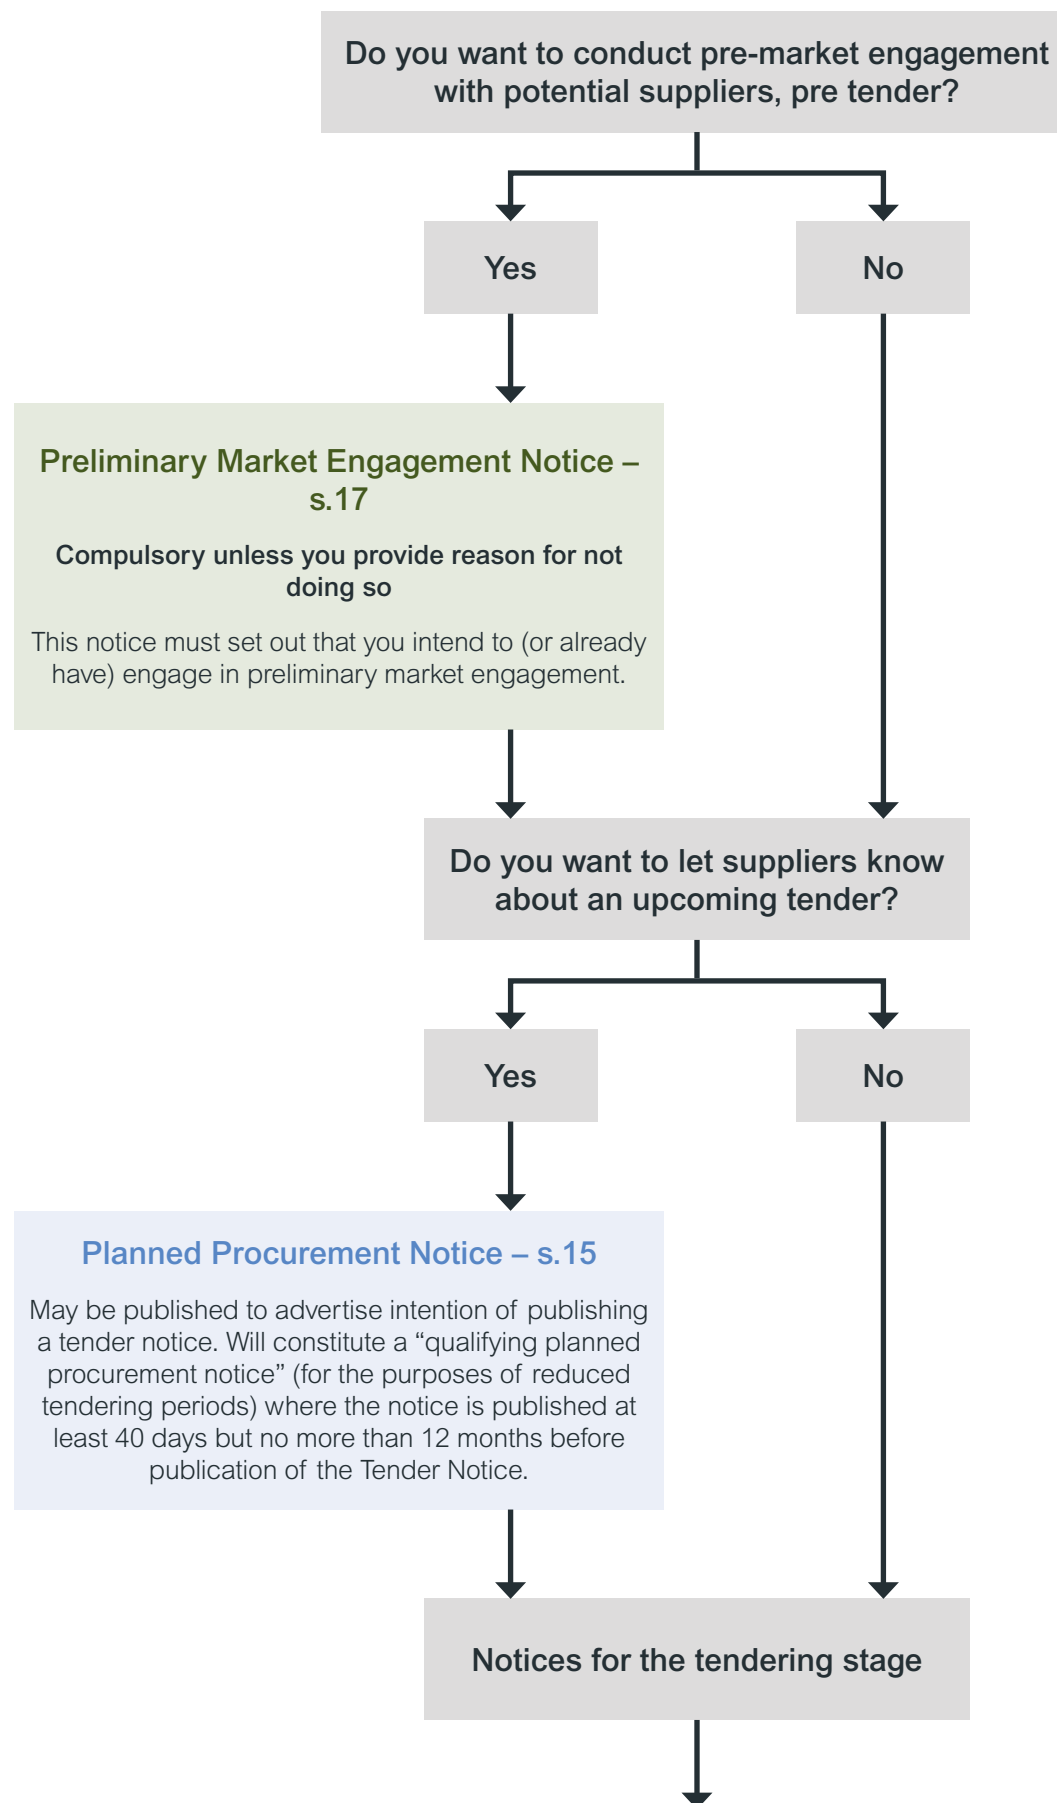 Do you want to conduct pre-market engagement
with potential suppliers, pre tender?
Yes
No
Preliminary Market Engagement Notice –
s.17
Compulsory unless you provide reason for not
doing so
This notice must set out that you intend to (or already
have) engage in preliminary market engagement.
Do you want to let suppliers know
about an upcoming tender?
Yes
No
Planned Procurement Notice – s.15
May be published to advertise intention of publishing
a tender notice. Will constitute a “qualifying planned
procurement notice” (for the purposes of reduced
tendering periods) where the notice is published at
least 40 days but no more than 12 months before
publication of the Tender Notice.
Notices for the tendering stage